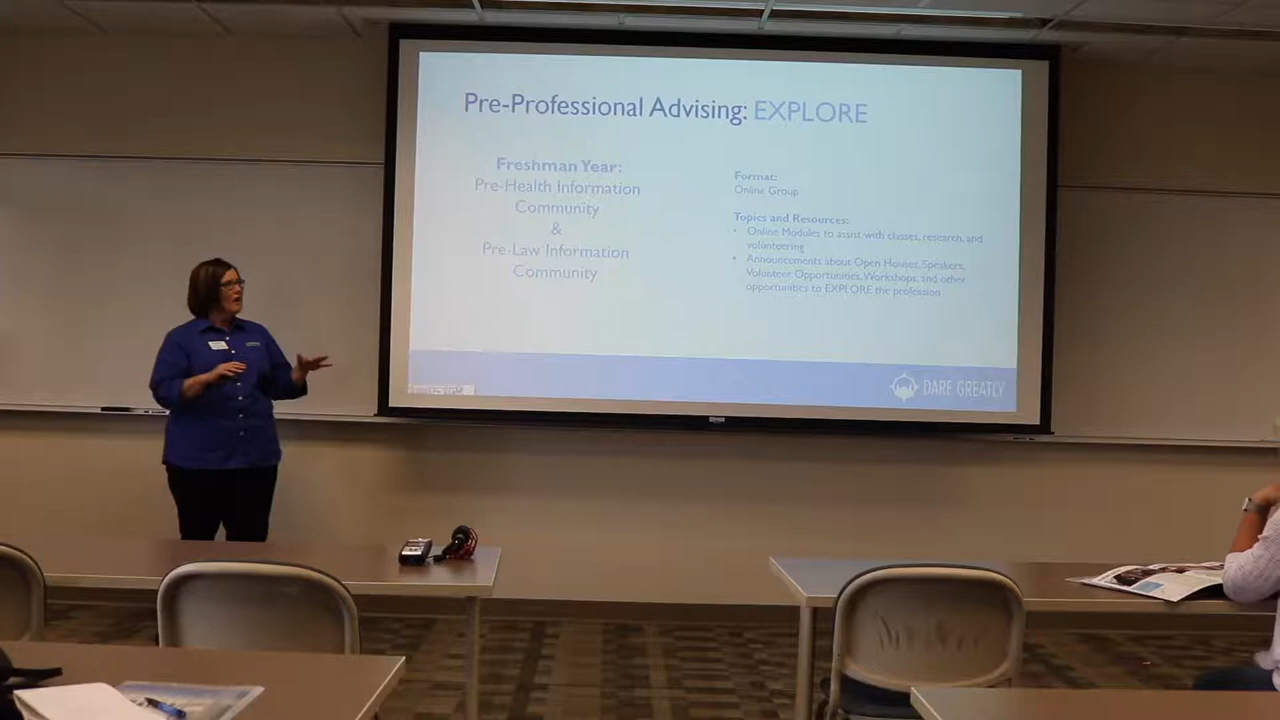 Pre-Professional Advising: EXPLORE
Freshman Year:
Pre-Health Information
Community
&
Pre-Law Information
Community
Format:
Online Group
Topics and Resources:
• Online Modules to assist with classes, research, and
volunteering
• Announcements about Open Houses, Speakers,
Volunteer Opportunities, Workshops, and other
opportunities to EXPLORE the profession
DARE GREATLY